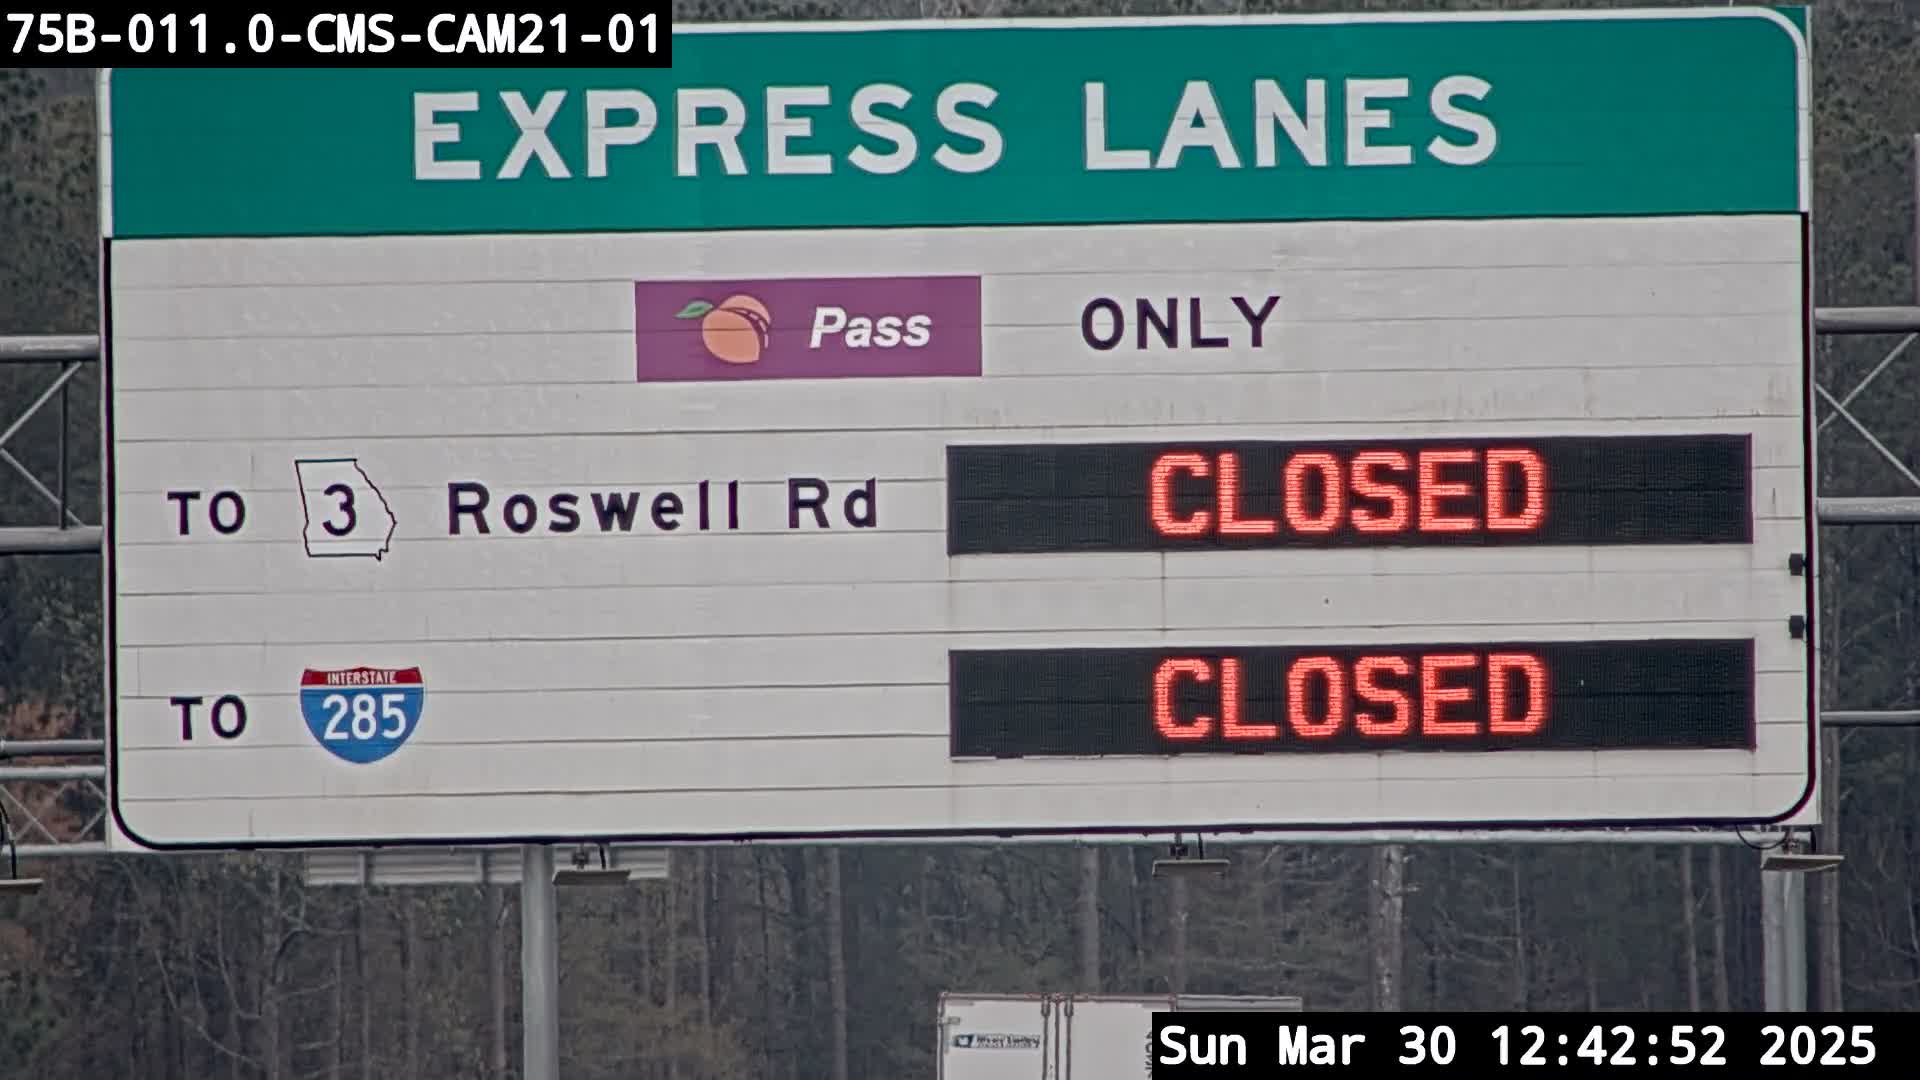 75B-011.0-CMS-CAM21-01
EXPRESS LANES
Pass ONLY
TO 3 Roswell Rd CLOSED
INTERSTATE
TO 285 CLOSED
Sun Mar 30 12:42:52 2025